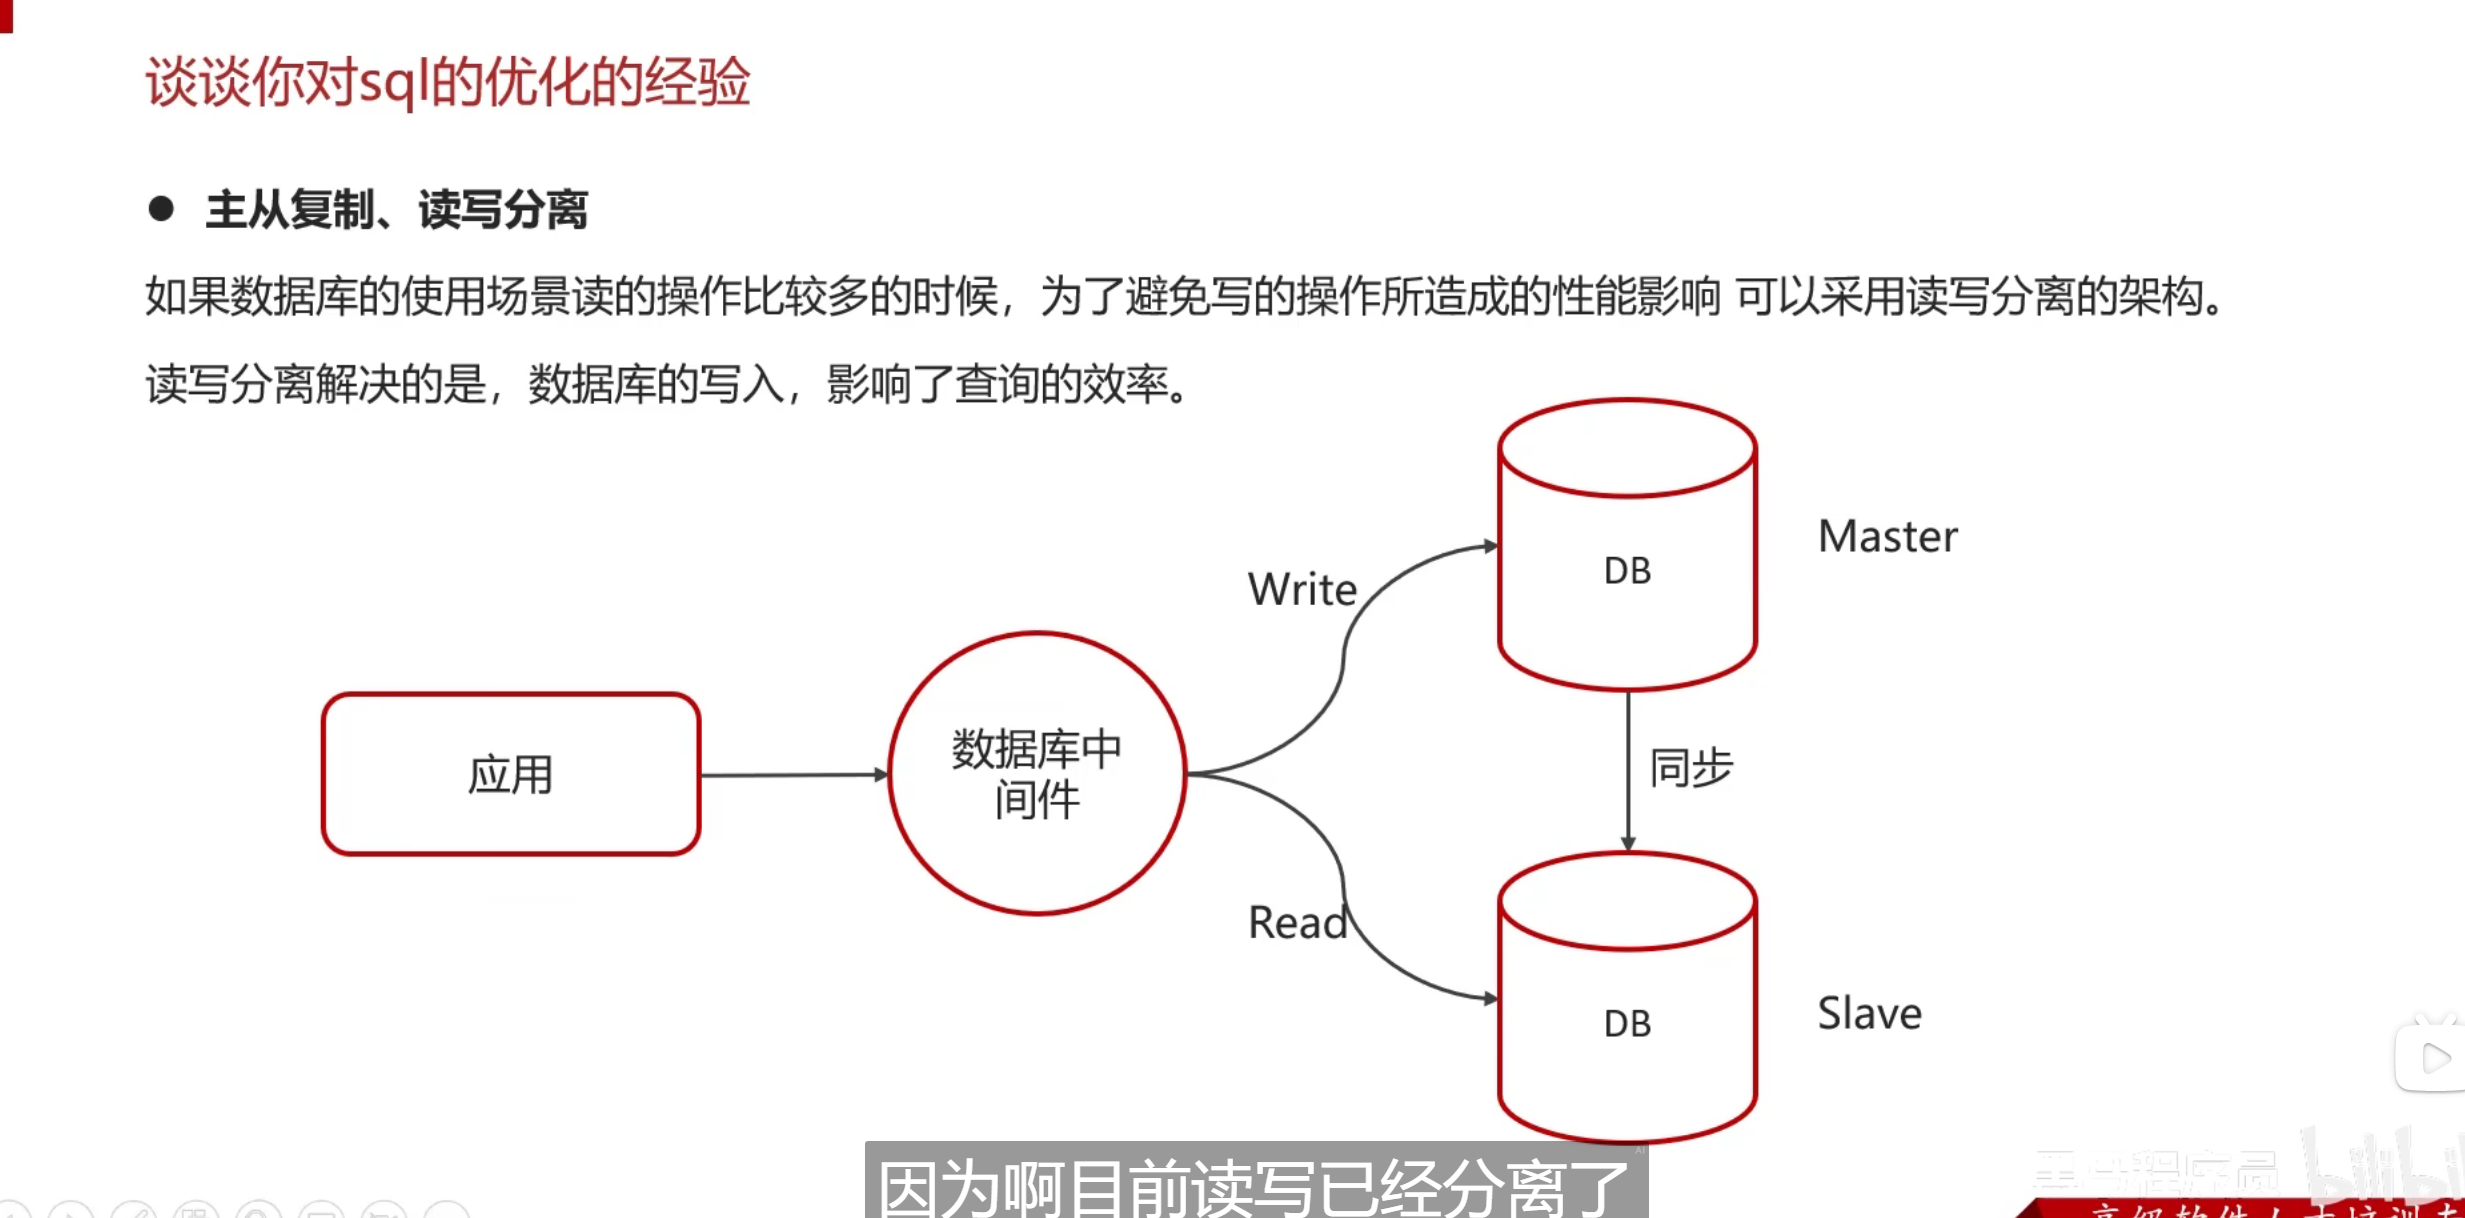 谈谈你对sql的优化的经验
主从复制、读写分离
如果数据库的使用场景读的操作比较多的时候，为了避免写的操作所造成的性能影响 可以采用读写分离的架构。
读写分离解决的是，数据库的写入，影响了查询的效率。
DB
Master
Write
应用
数据库中
间件
同步
Read
DB
Slave
因为啊目前读写已经分离了
黑马程序员
bilibili